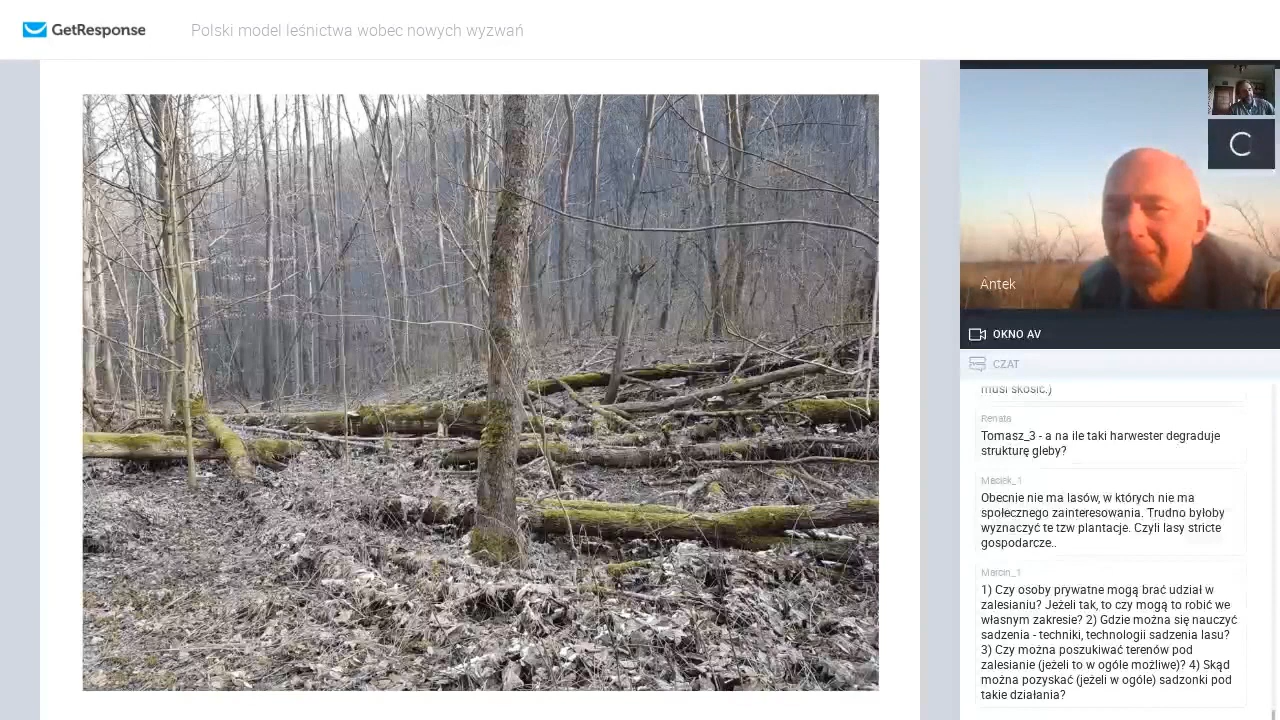 GetResponse
Polski model leśnictwa wobec nowych wyzwań
Antek
OKNO AV
CZAT
musi skosić.)
Renata
Tomasz_3 - a na ile taki harwester degraduje
strukturę gleby?
Maciek_1
Obecnie nie ma lasów, w których nie ma
społecznego zainteresowania. Trudno byłoby
wyznaczyć te tzw plantacje. Czyli lasy stricte
gospodarcze..
Marcin_1
1) Czy osoby prywatne mogą brać udział w
zalesianiu? Jeżeli tak, to czy mogą to robić we
własnym zakresie? 2) Gdzie można się nauczyć
sadzenia - techniki, technologii sadzenia lasu?
3) Czy można poszukiwać terenów pod
zalesianie (jeżeli to w ogóle możliwe)? 4) Skąd
można pozyskać (jeżeli w ogóle) sadzonki pod
takie działania?